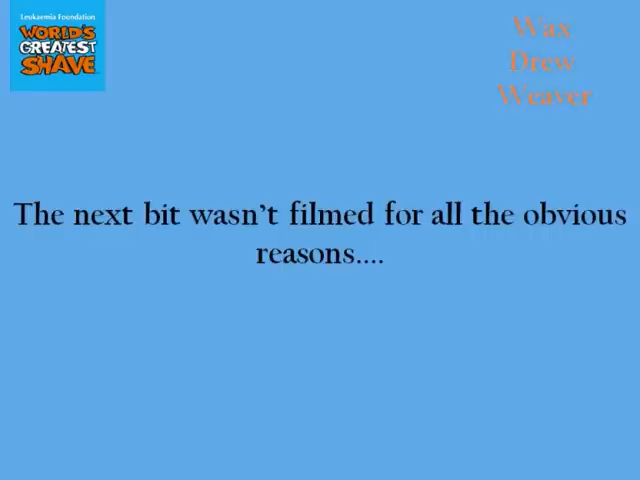 Leukaemia Foundation
WORLD'S
GREATEST
SHAVE
Wax
Drew
Weaver
The next bit wasn't filmed for all the obvious
reasons....